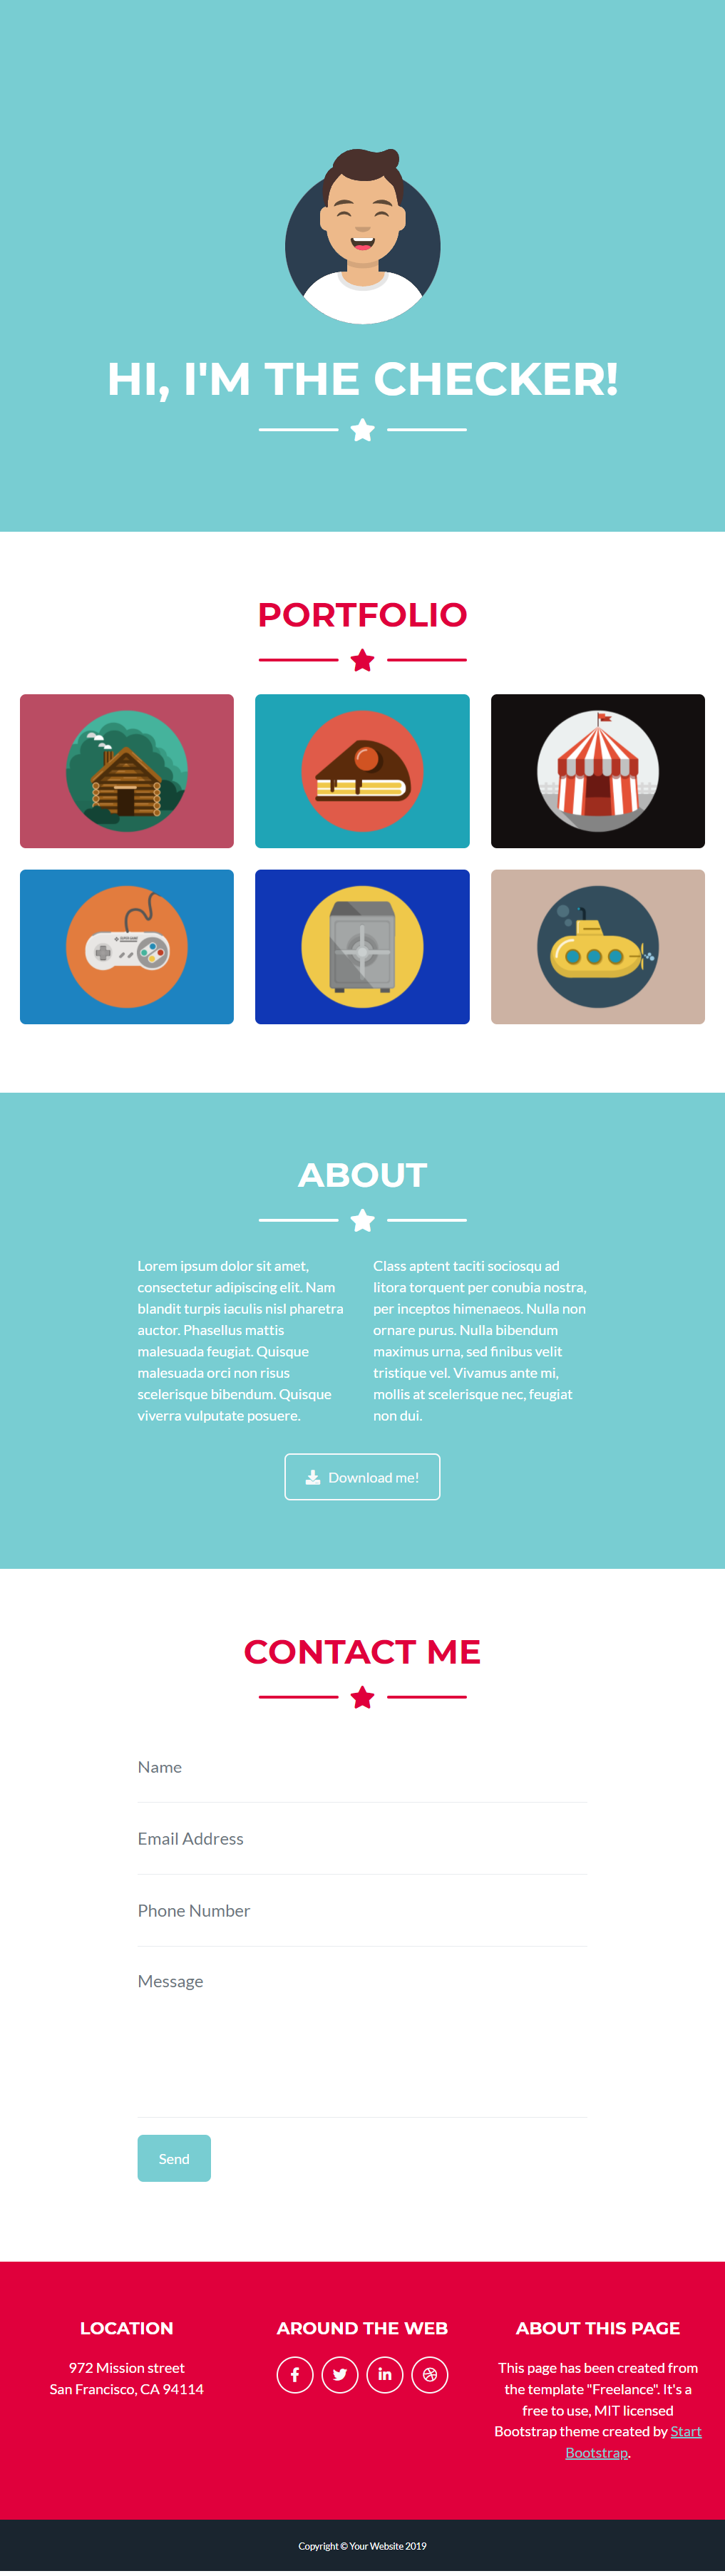 HI, I'M THE CHECKER!
PORTFOLIO
ABOUT
Lorem ipsum dolor sit amet,
consectetur adipiscing elit. Nam
blandit turpis iaculis nisl pharetra
auctor. Phasellus mattis
malesuada feugiat. Quisque
malesuada orci non risus
scelerisque bibendum. Quisque
viverra vulputate posuere.
Class aptent taciti sociosqu ad
litora torquent per conubia nostra,
per inceptos himenaeos. Nulla non
ornare purus. Nulla bibendum
maximus urna, sed finibus velit
tristique vel. Vivamus ante mi,
mollis at scelerisque nec, feugiat
non dui.
Download me!
CONTACT ME
Name
Email Address
Phone Number
Message
Send
LOCATION
972 Mission street
San Francisco, CA 94114
AROUND THE WEB
ABOUT THIS PAGE
This page has been created from
the template "Freelance". It's a
free to use, MIT licensed
Bootstrap theme created by Start
Bootstrap.
Copyright © Your Website 2019